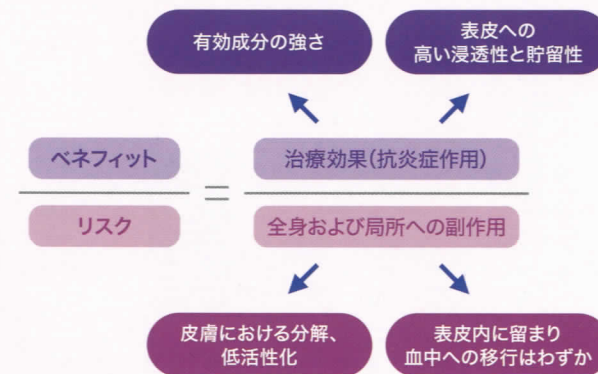 有効成分の強さ
表皮への
高い浸透性と貯留性
ベネフィット
=
治療効果(抗炎症作用)
リスク
全身および局所への副作用
皮膚における分解、
低活性化
表皮内に留まり
血中への移行はわずか